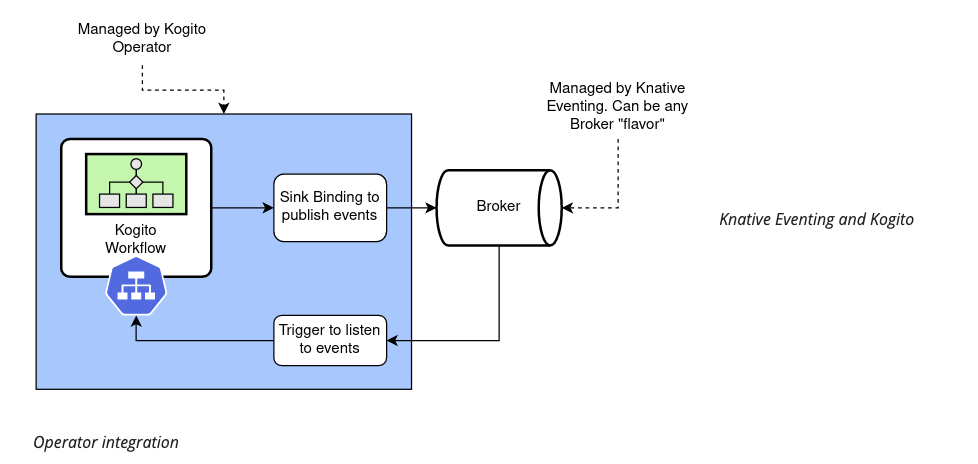 Managed by Kogito
Operator
Managed by Knative
Eventing. Can be any
Broker "flavor"
Kogito
Workflow
Sink Binding to
publish events
Broker
Knative Eventing and Kogito
Trigger to listen
to events
Operator integration